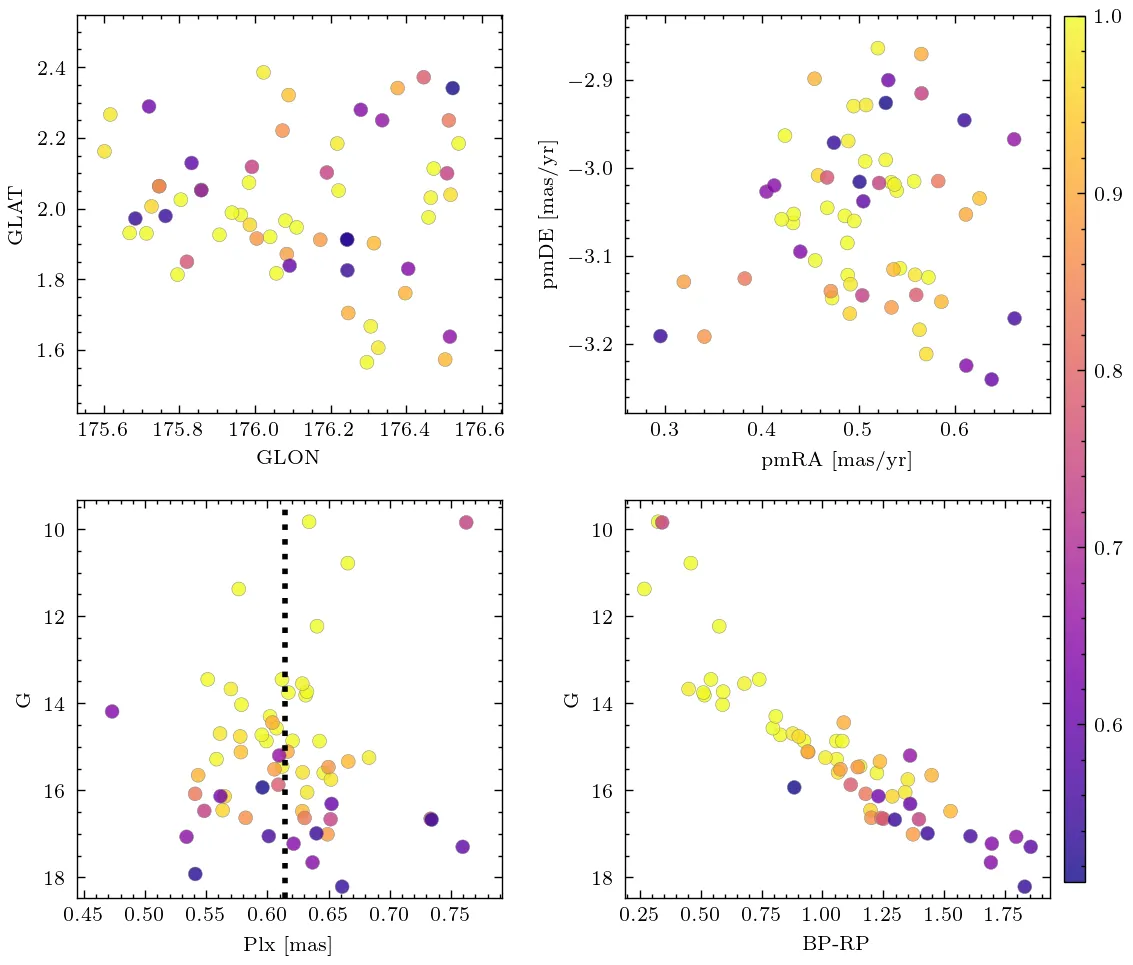 2.4
2.2
2.0
1.8
1.6
GLAT
175.6 175.8 176.0 176.2 176.4 176.6
GLON
−2.9
−3.0
−3.1
−3.2
pmDE [mas/yr]
0.3 0.4 0.5 0.6
pmRA [mas/yr]
10
12
14
16
18
G
0.45 0.50 0.55 0.60 0.65 0.70 0.75
Plx [mas]
10
12
14
16
18
G
0.25 0.50 0.75 1.00 1.25 1.50 1.75
BP-RP
1.0
0.9
0.8
0.7
0.6